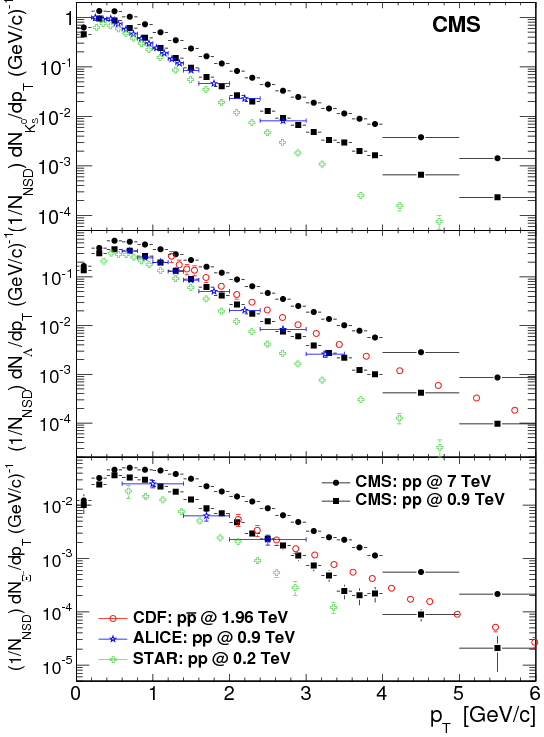 CMS
(1/N_NSD) dN_K⁰_S/dp_T (GeV/c)⁻¹
1
10⁻¹
10⁻²
10⁻³
10⁻⁴
(1/N_NSD) dN_Λ/dp_T (GeV/c)⁻¹
10⁻¹
10⁻²
10⁻³
10⁻⁴
(1/N_NSD) dN_Ξ⁻/dp_T (GeV/c)⁻¹
10⁻²
10⁻³
10⁻⁴
10⁻⁵
CMS: pp @ 7 TeV
CMS: pp @ 0.9 TeV
CDF: pp̅ @ 1.96 TeV
ALICE: pp @ 0.9 TeV
STAR: pp @ 0.2 TeV
0 1 2 3 4 5 6
p_T [GeV/c]